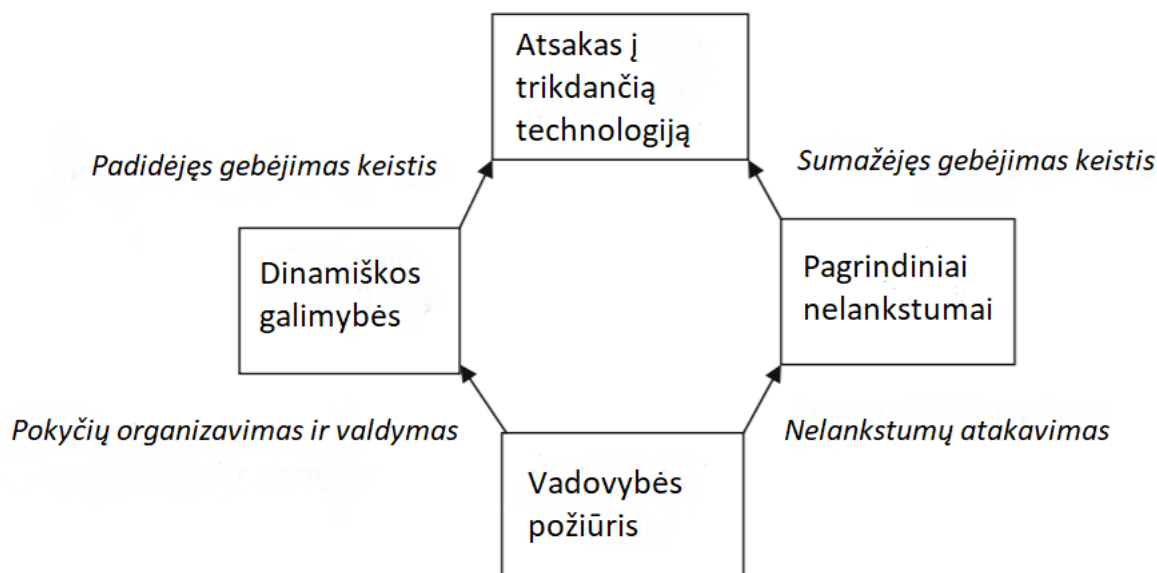 Atsakas į
trikdančią
technologiją
Padidėjęs gebėjimas keistis
Sumažėjęs gebėjimas keistis
Dinamiškos
galimybės
Pagrindiniai
nelankstumai
Pokyčių organizavimas ir valdymas
Nelankstumų atakavimas
Vadovybės
požiūris